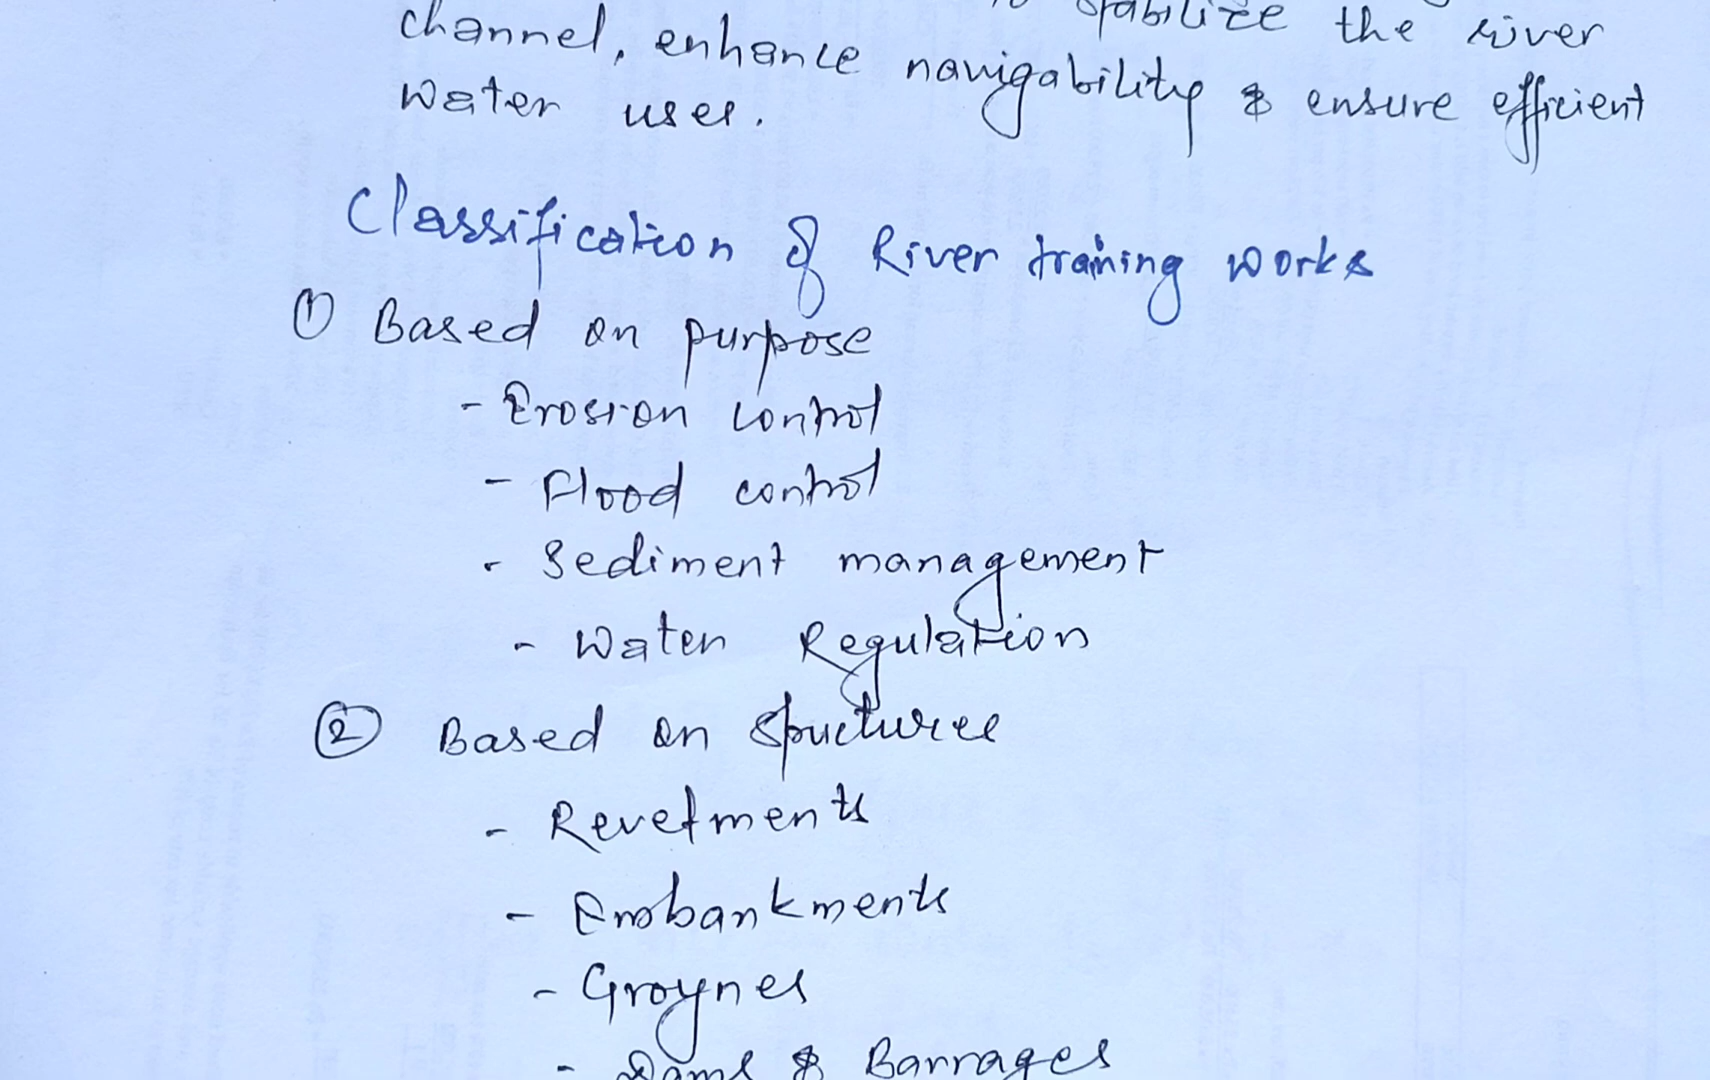 to stabilize the river
channel, enhance navigability & ensure efficient
water uses.
Classification of River training works
① Based on purpose
- Erosion control
- Flood control
- Sediment management
- Water Regulation
② Based on structures
- Revetments
- Embankments
- Groynes
- Dams & Barrages